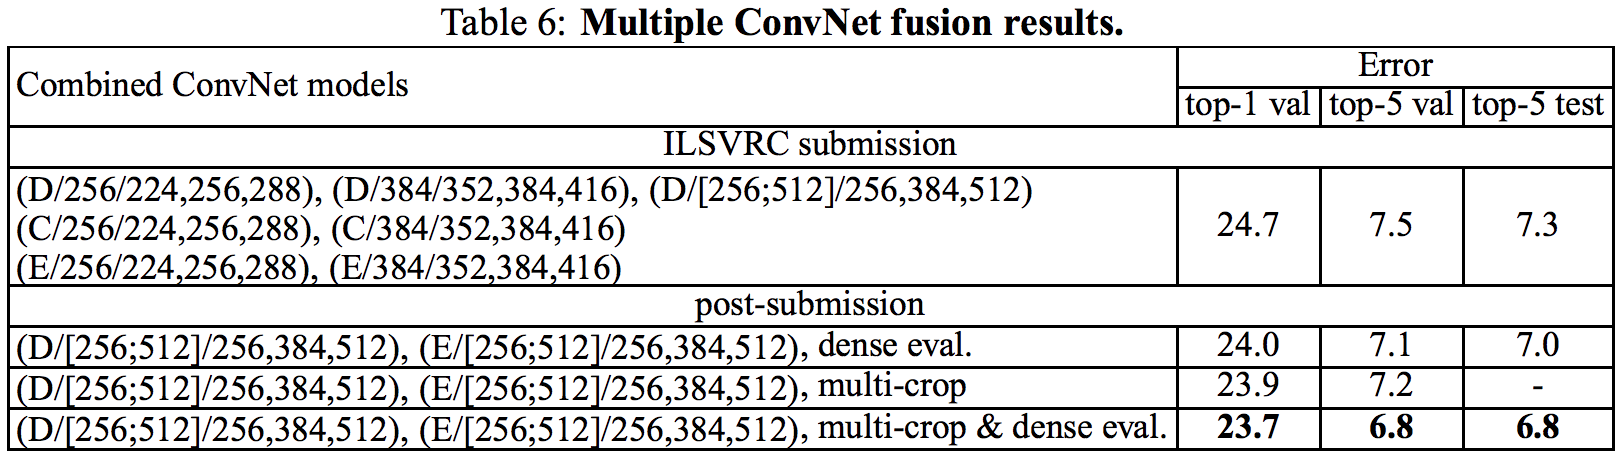 Table 6: Multiple ConvNet fusion results.
Combined ConvNet models
Error
top-1 val top-5 val top-5 test
ILSVRC submission
(D/256/224,256,288), (D/384/352,384,416), (D/[256;512]/256,384,512)
(C/256/224,256,288), (C/384/352,384,416)
(E/256/224,256,288), (E/384/352,384,416)
24.7 7.5 7.3
post-submission
(D/[256;512]/256,384,512), (E/[256;512]/256,384,512), dense eval. 24.0 7.1 7.0
(D/[256;512]/256,384,512), (E/[256;512]/256,384,512), multi-crop 23.9 7.2 -
(D/[256;512]/256,384,512), (E/[256;512]/256,384,512), multi-crop & dense eval. 23.7 6.8 6.8